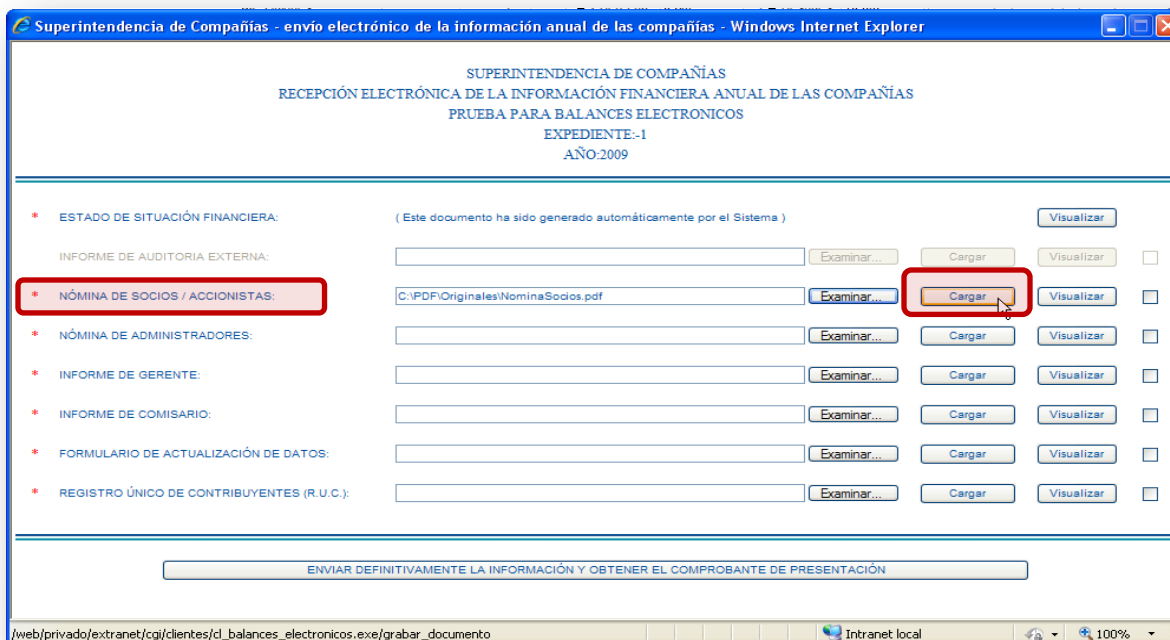 Superintendencia de Compañías - envío electrónico de la información anual de las compañías - Windows Internet Explorer
SUPERINTENDENCIA DE COMPAÑÍAS
RECEPCIÓN ELECTRÓNICA DE LA INFORMACIÓN FINANCIERA ANUAL DE LAS COMPAÑÍAS
PRUEBA PARA BALANCES ELECTRONICOS
EXPEDIENTE:-1
AÑO:2009
* ESTADO DE SITUACIÓN FINANCIERA: ( Este documento ha sido generado automáticamente por el Sistema ) Visualizar
INFORME DE AUDITORIA EXTERNA: Examinar... Cargar Visualizar
* NÓMINA DE SOCIOS / ACCIONISTAS: C:\PDF\Originales\NominaSocios.pdf Examinar... Cargar Visualizar
* NÓMINA DE ADMINISTRADORES: Examinar... Cargar Visualizar
* INFORME DE GERENTE: Examinar... Cargar Visualizar
* INFORME DE COMISARIO: Examinar... Cargar Visualizar
* FORMULARIO DE ACTUALIZACIÓN DE DATOS: Examinar... Cargar Visualizar
* REGISTRO ÚNICO DE CONTRIBUYENTES (R.U.C.): Examinar... Cargar Visualizar
ENVIAR DEFINITIVAMENTE LA INFORMACIÓN Y OBTENER EL COMPROBANTE DE PRESENTACIÓN
/web/privado/extranet/cgi/clientes/cl_balances_electronicos.exe/grabar_documento Intranet local 100%